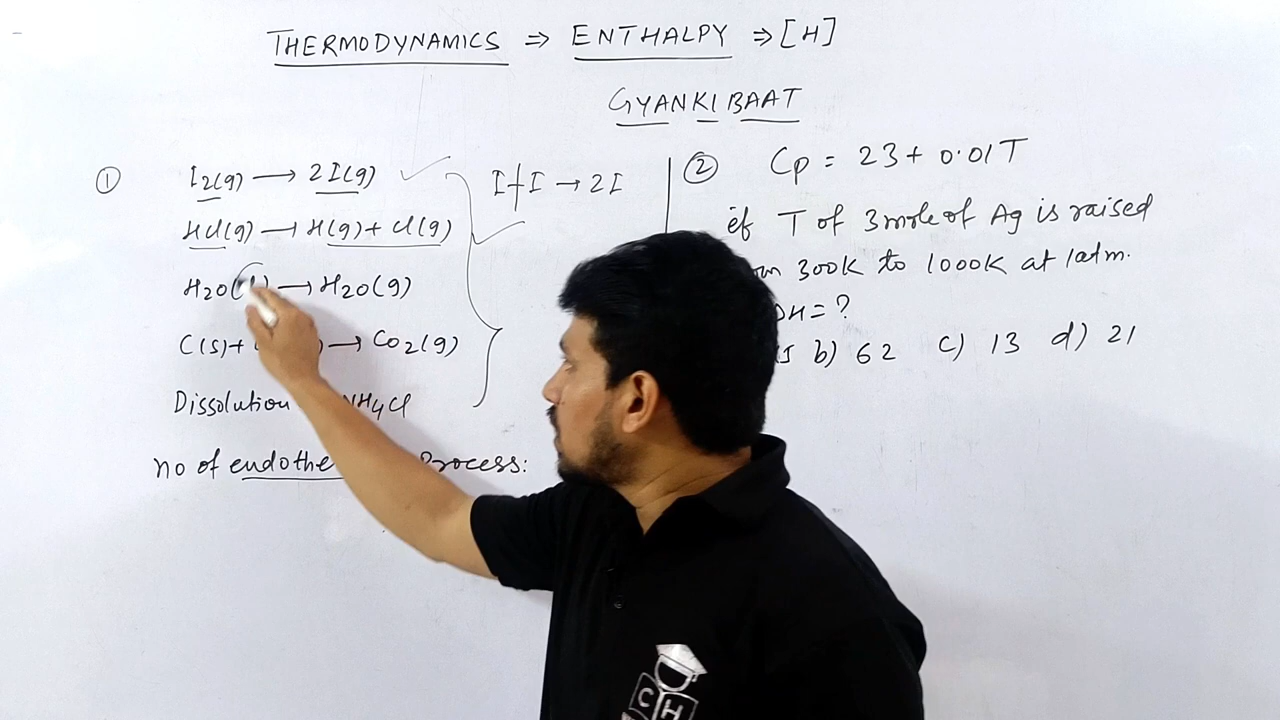 THERMODYNAMICS ⇒ ENTHALPY ⇒ [H]
GYAN KI BAAT
① I2(g) → 2I(g) ✓
HCl(g) → H(g) + Cl(g) ✓
H2O( → H2O(g)
C(s) + → CO2(g)
Dissolution NH4Cl
no of endothe Process:
I+I → 2I
② Cp = 23 + 0.01T
if T of 3 mole of Ag is raised
300K to 1000K at 1atm.
H = ?
b) 62 c) 13 d) 21
C H